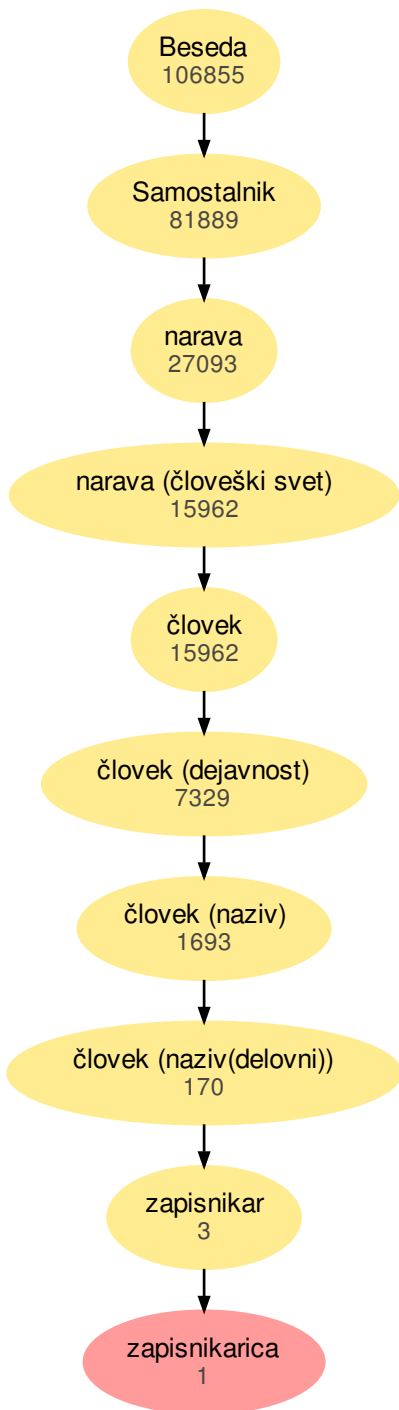 Beseda
106855
Samostalnik
81889
narava
27093
narava (človeški svet)
15962
človek
15962
človek (dejavnost)
7329
človek (naziv)
1693
človek (naziv(delovni))
170
zapisnikar
3
zapisnikarica
1